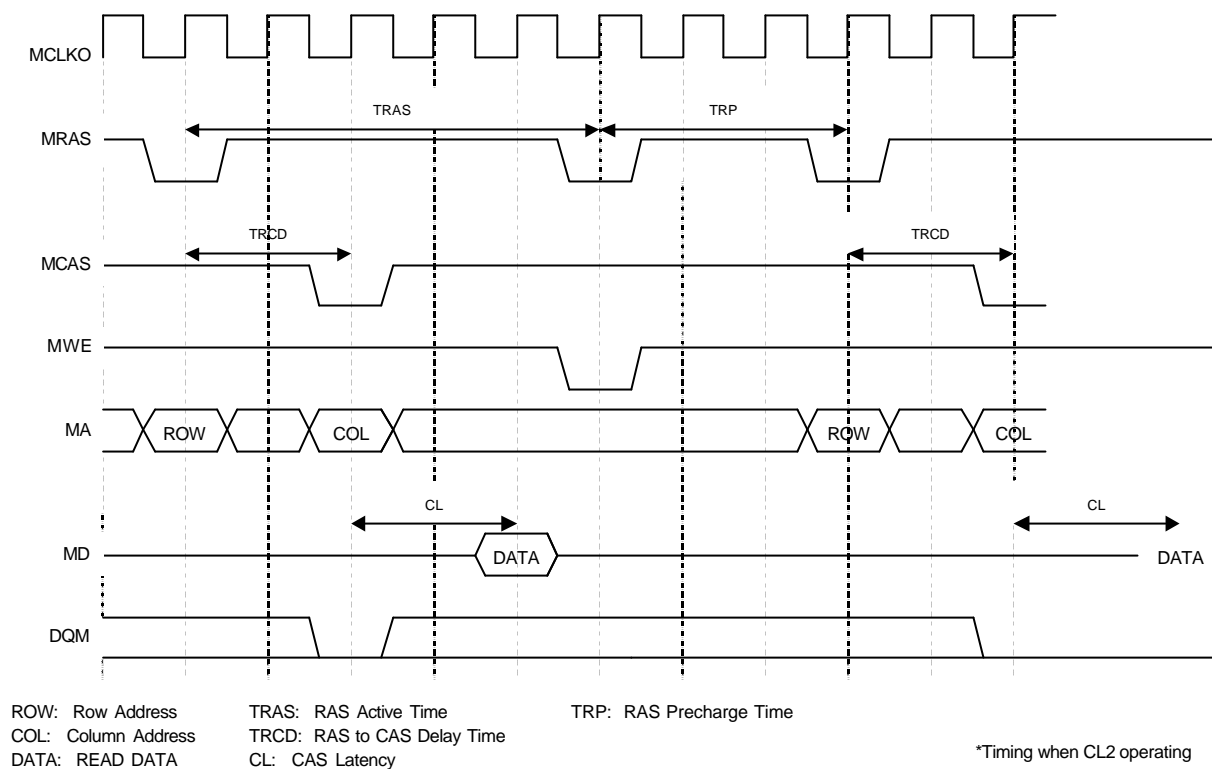 MCLKO
TRAS TRP
MRAS
TRCD TRCD
MCAS
MWE
MA ROW COL ROW COL
CL CL
MD DATA DATA
DQM
ROW: Row Address TRAS: RAS Active Time TRP: RAS Precharge Time
COL: Column Address TRCD: RAS to CAS Delay Time
DATA: READ DATA CL: CAS Latency
*Timing when CL2 operating